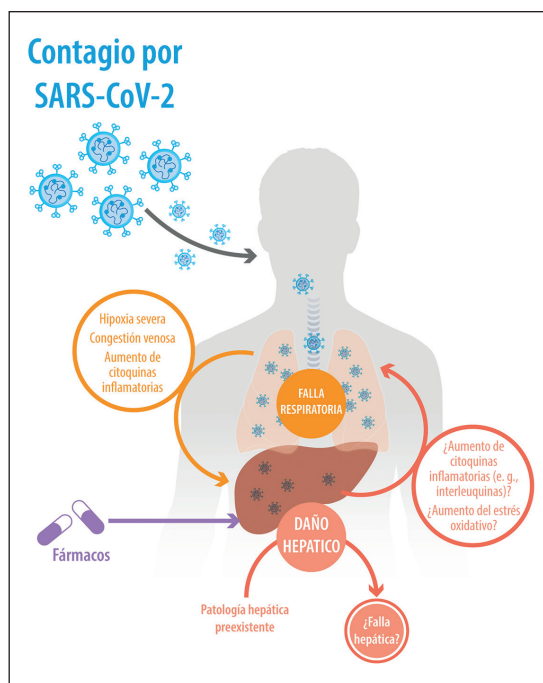 Contagio por
SARS-CoV-2
Hipoxia severa
Congestión venosa
Aumento de
citoquinas
inflamatorias
FALLA
RESPIRATORIA
¿Aumento de
citoquinas
inflamatorias (e. g.,
interleuquinas)?
¿Aumento del estrés
oxidativo?
Fármacos
DAÑO
HEPATICO
Patología hepática
preexistente
¿Falla
hepática?